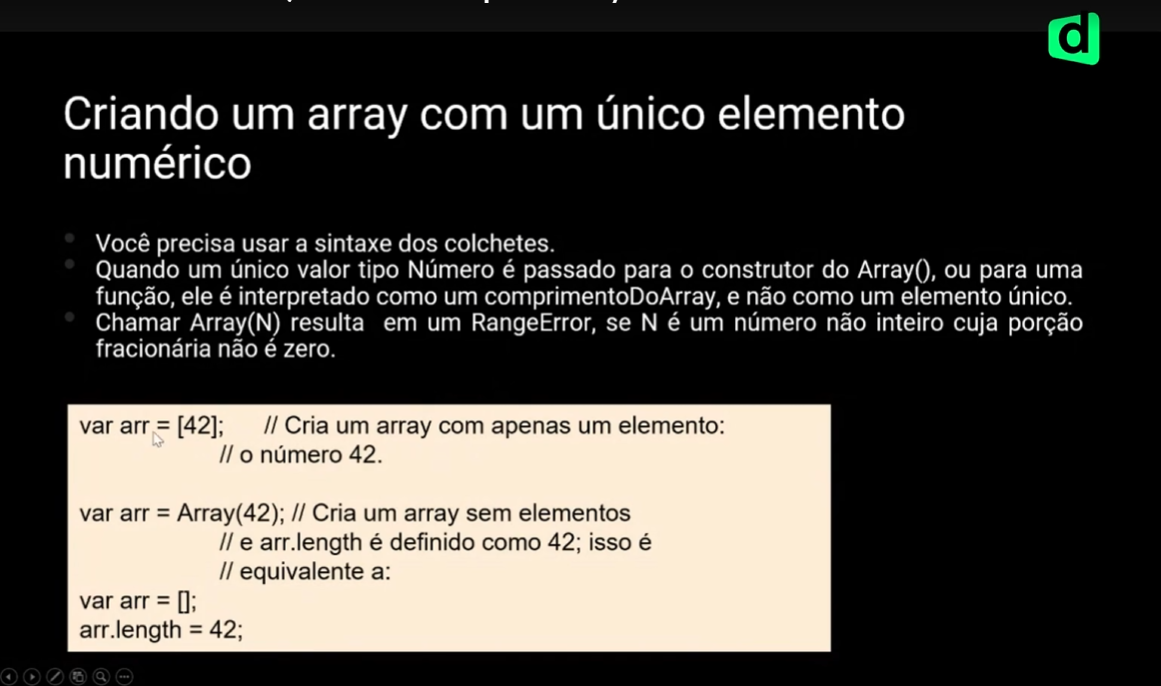 d
Criando um array com um único elemento
numérico
Você precisa usar a sintaxe dos colchetes.
Quando um único valor tipo Número é passado para o construtor do Array(), ou para uma
função, ele é interpretado como um comprimentoDoArray, e não como um elemento único.
Chamar Array(N) resulta em um RangeError, se N é um número não inteiro cuja porção
fracionária não é zero.
var arr = [42]; // Cria um array com apenas um elemento:
// o número 42.
var arr = Array(42); // Cria um array sem elementos
// e arr.length é definido como 42; isso é
// equivalente a:
var arr = [];
arr.length = 42;